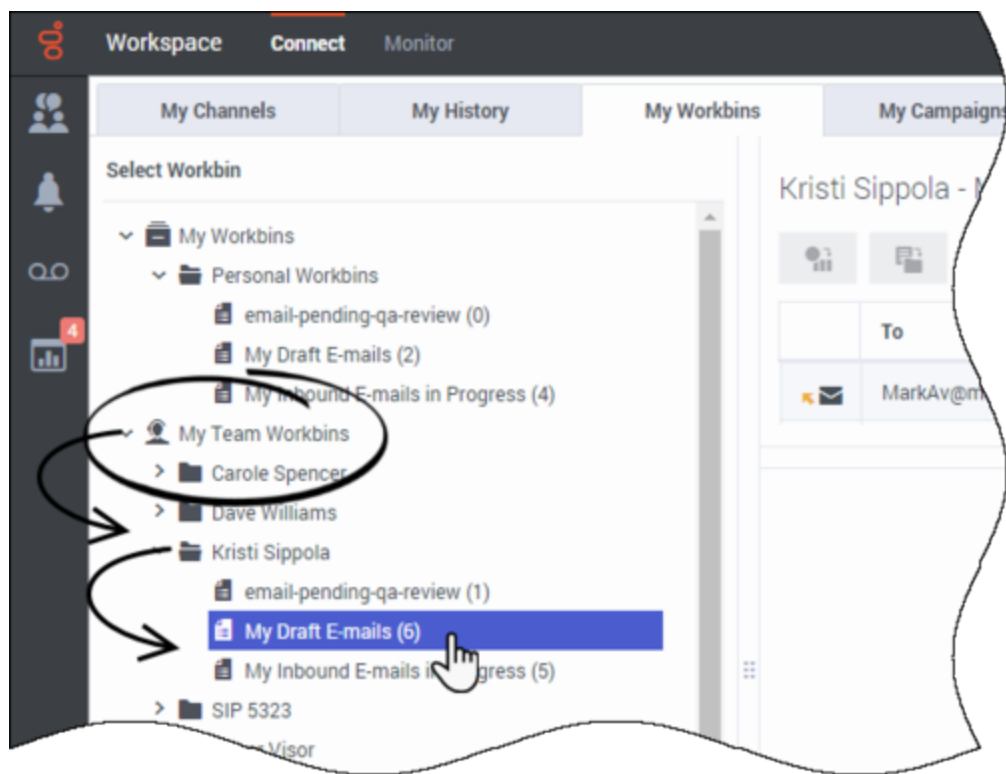 Workspace Connect Monitor
My Channels My History My Workbins My Campaigns
Select Workbin
Kristi Sippola -
My Workbins
Personal Workbins
email-pending-qa-review (0)
My Draft E-mails (2)
My Inbound E-mails in Progress (4)
My Team Workbins
Carole Spencer
Dave Williams
Kristi Sippola
email-pending-qa-review (1)
My Draft E-mails (6)
My Inbound E-mails in Progress (5)
SIP 5323
Visor
4
To
MarkAv@m